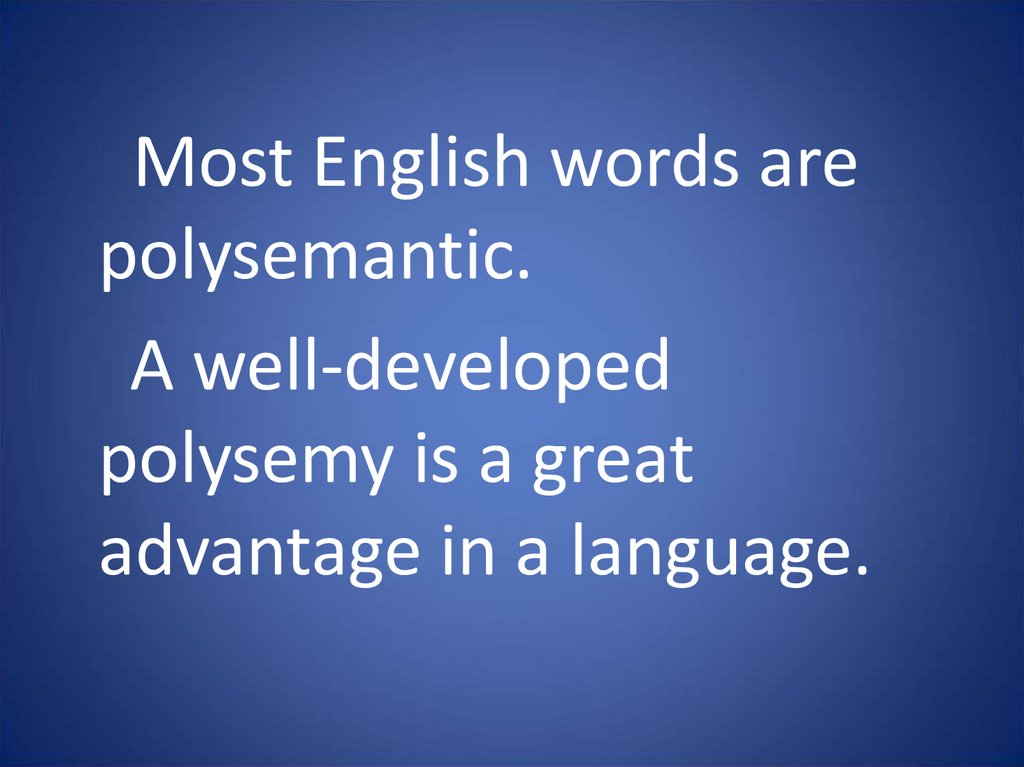 Most English words are
polysemantic.
A well-developed
polysemy is a great
advantage in a language.